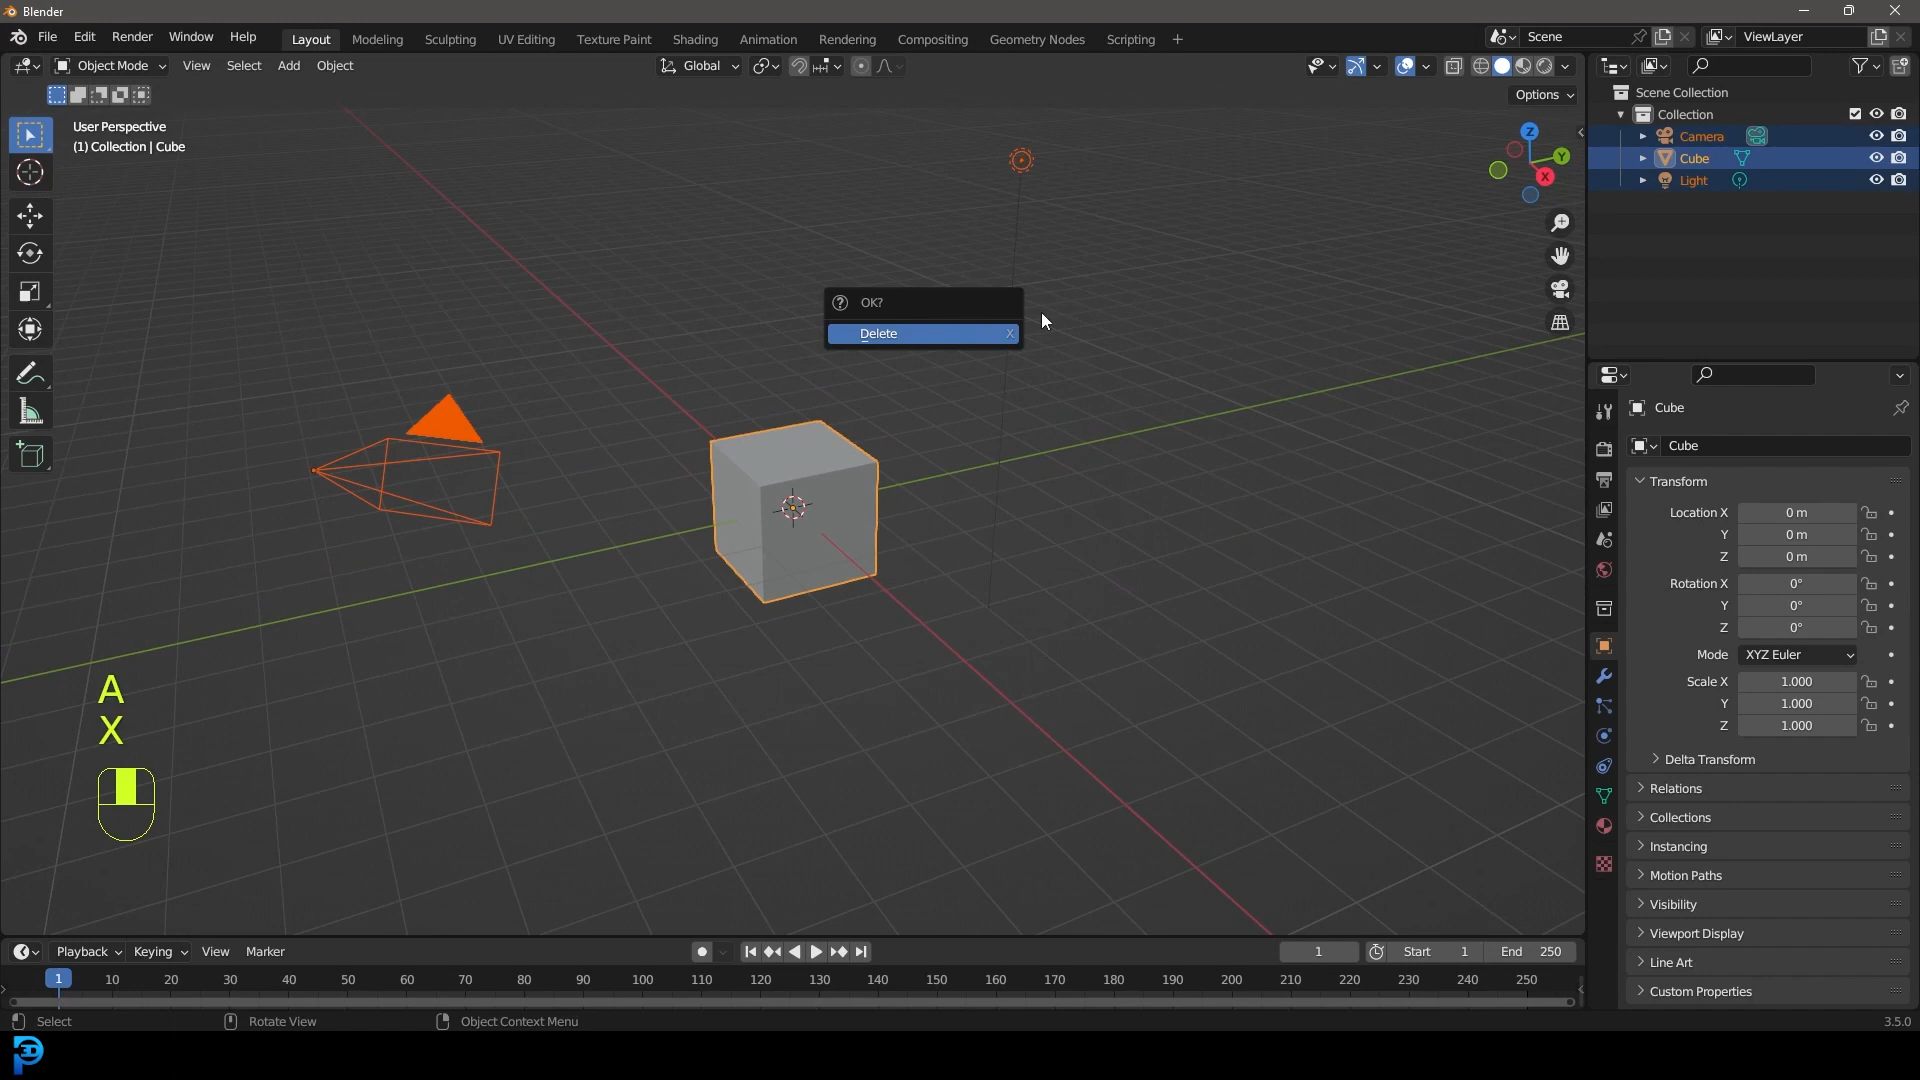 Blender
File Edit Render Window Help Layout Modeling Sculpting UV Editing Texture Paint Shading Animation Rendering Compositing Geometry Nodes Scripting + Scene ViewLayer
Object Mode View Select Add Object Global
Options
User Perspective
(1) Collection | Cube
Z
Y
X
Scene Collection
Collection
Camera
Cube
Light
OK?
Delete X
Cube
Cube
Transform
Location X 0 m
Y 0 m
Z 0 m
Rotation X 0°
Y 0°
Z 0°
Mode XYZ Euler
Scale X 1.000
Y 1.000
Z 1.000
Delta Transform
Relations
Collections
Instancing
Motion Paths
Visibility
Viewport Display
Line Art
Custom Properties
A
X
Playback Keying View Marker 1 Start 1 End 250
1 10 20 30 40 50 60 70 80 90 100 110 120 130 140 150 160 170 180 190 200 210 220 230 240 250
Select Rotate View Object Context Menu 3.5.0
3D